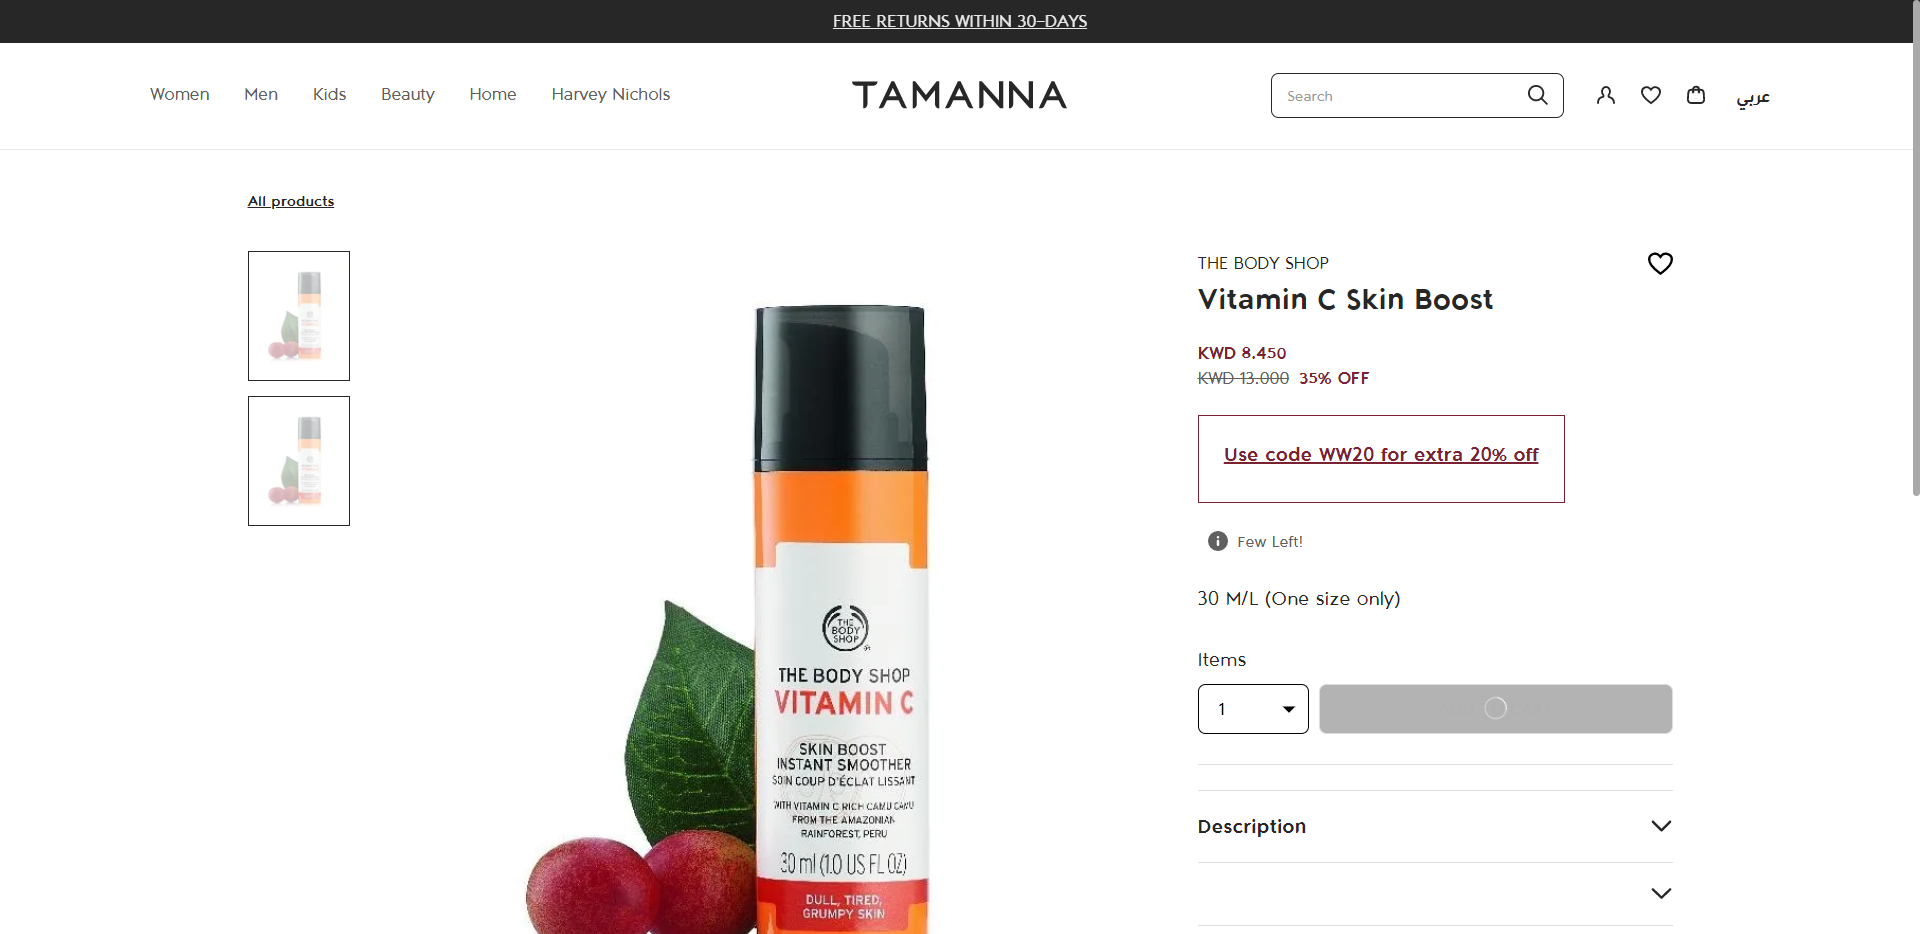 FREE RETURNS WITHIN 30-DAYS
Women Men Kids Beauty Home Harvey Nichols
TAMANNA
Search
عربي
All products
THE BODY SHOP
Vitamin C Skin Boost
KWD 8.450
KWD 13.000 35% OFF
Use code WW20 for extra 20% off
Few Left!
30 M/L (One size only)
Items
1
Description
THE
BODY
SHOP
THE BODY SHOP
VITAMIN C
SKIN BOOST
INSTANT SMOOTHER
SOIN COUP D'ÉCLAT LISSANT
WITH VITAMIN C RICH CAMU CAMU
FROM THE AMAZONIAN
RAINFOREST, PERU
30 ml (1.0 US FL OZ)
DULL, TIRED,
GRUMPY SKIN